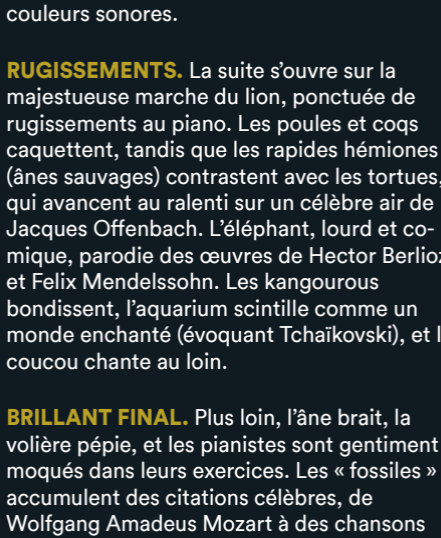 couleurs sonores.
RUGISSEMENTS. La suite s’ouvre sur la
majestueuse marche du lion, ponctuée de
rugissements au piano. Les poules et coqs
caquettent, tandis que les rapides hémiones
(ânes sauvages) contrastent avec les tortues,
qui avancent au ralenti sur un célèbre air de
Jacques Offenbach. L’éléphant, lourd et co-
mique, parodie des œuvres de Hector Berlioz
et Felix Mendelssohn. Les kangourous
bondissent, l’aquarium scintille comme un
monde enchanté (évoquant Tchaïkovski), et l
coucou chante au loin.
BRILLANT FINAL. Plus loin, l’âne brait, la
volière pépie, et les pianistes sont gentiment
moqués dans leurs exercices. Les « fossiles »
accumulent des citations célèbres, de
Wolfgang Amadeus Mozart à des chansons